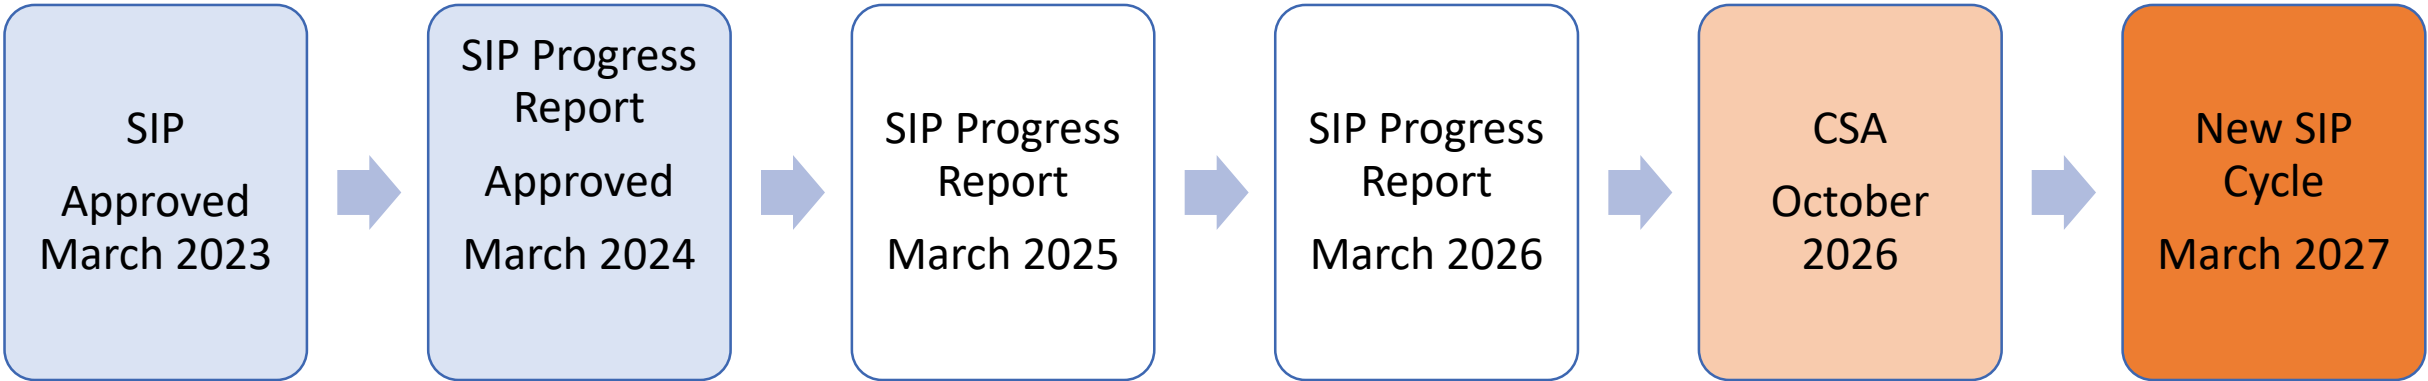 SIP
Approved
March 2023
SIP Progress
Report
Approved
March 2024
SIP Progress
Report
March 2025
SIP Progress
Report
March 2026
CSA
October
2026
New SIP
Cycle
March 2027